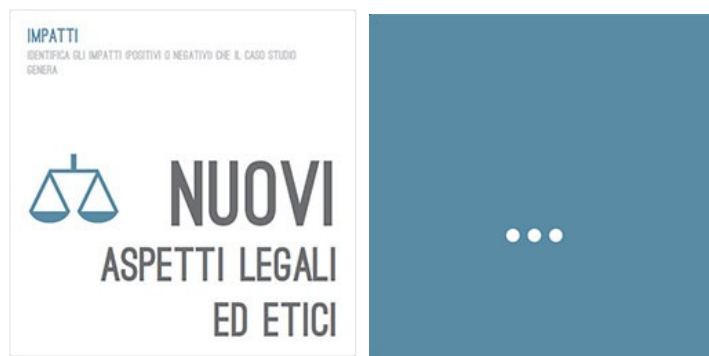 IMPATTI
IDENTIFICA GLI IMPATTI (POSITIVI O NEGATIVI) CHE IL CASO STUDIO
GENERA
NUOVI
ASPETTI LEGALI
ED ETICI
...